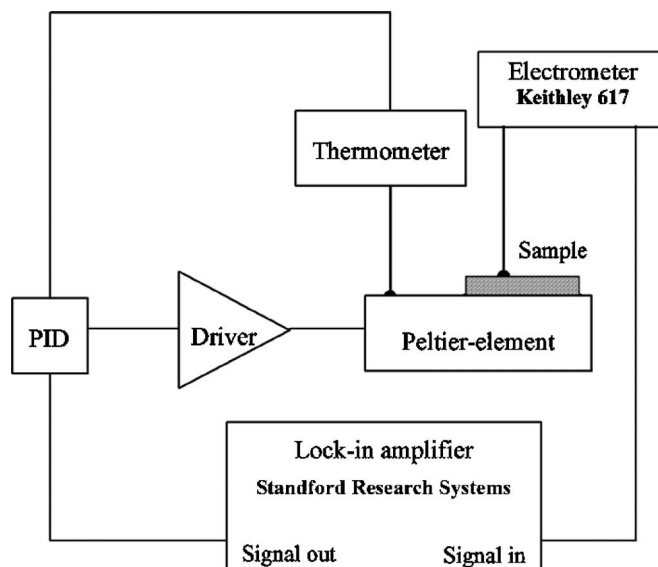 Electrometer
Keithley 617
Thermometer
Sample
PID
Driver
Peltier-element
Lock-in amplifier
Standford Research Systems
Signal out
Signal in